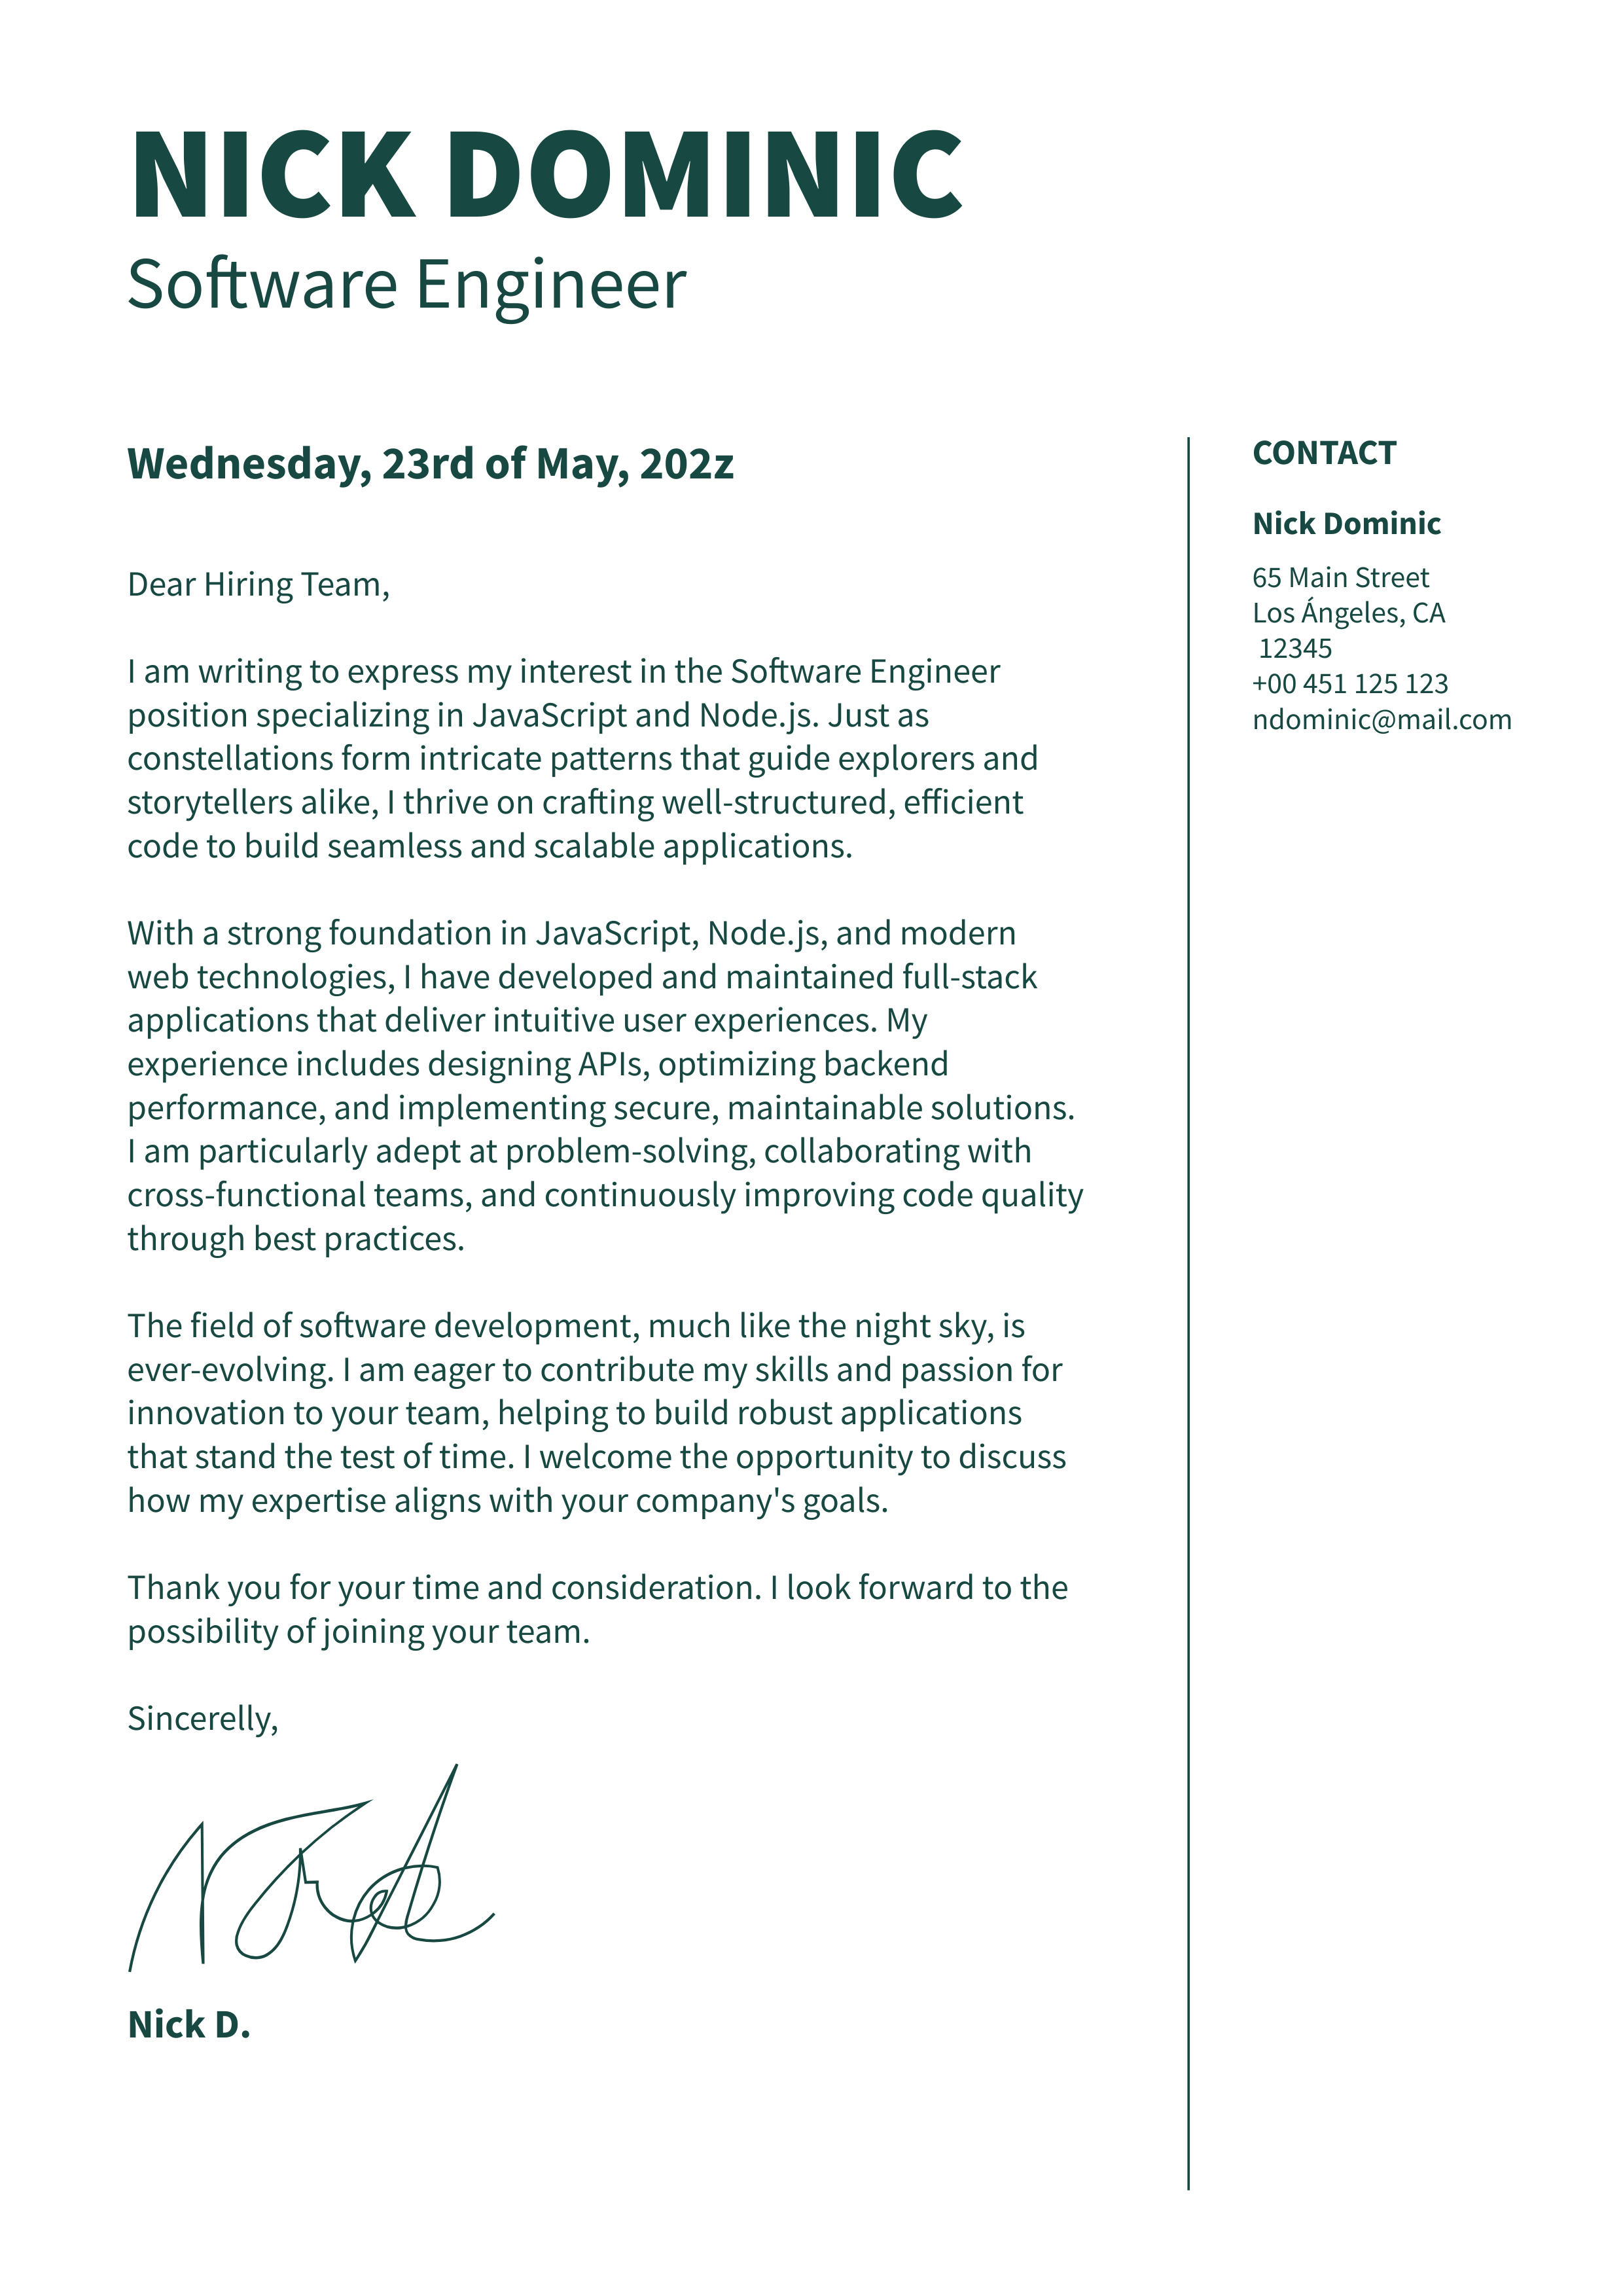 NICK DOMINIC
Software Engineer
Wednesday, 23rd of May, 202z
Dear Hiring Team,
I am writing to express my interest in the Software Engineer
position specializing in JavaScript and Node.js. Just as
constellations form intricate patterns that guide explorers and
storytellers alike, I thrive on crafting well-structured, efficient
code to build seamless and scalable applications.
With a strong foundation in JavaScript, Node.js, and modern
web technologies, I have developed and maintained full-stack
applications that deliver intuitive user experiences. My
experience includes designing APIs, optimizing backend
performance, and implementing secure, maintainable solutions.
I am particularly adept at problem-solving, collaborating with
cross-functional teams, and continuously improving code quality
through best practices.
The field of software development, much like the night sky, is
ever-evolving. I am eager to contribute my skills and passion for
innovation to your team, helping to build robust applications
that stand the test of time. I welcome the opportunity to discuss
how my expertise aligns with your company's goals.
Thank you for your time and consideration. I look forward to the
possibility of joining your team.
Sincerelly,
Nick D.
CONTACT
Nick Dominic
65 Main Street
Los Ángeles, CA
12345
+00 451 125 123
ndominic@mail.com